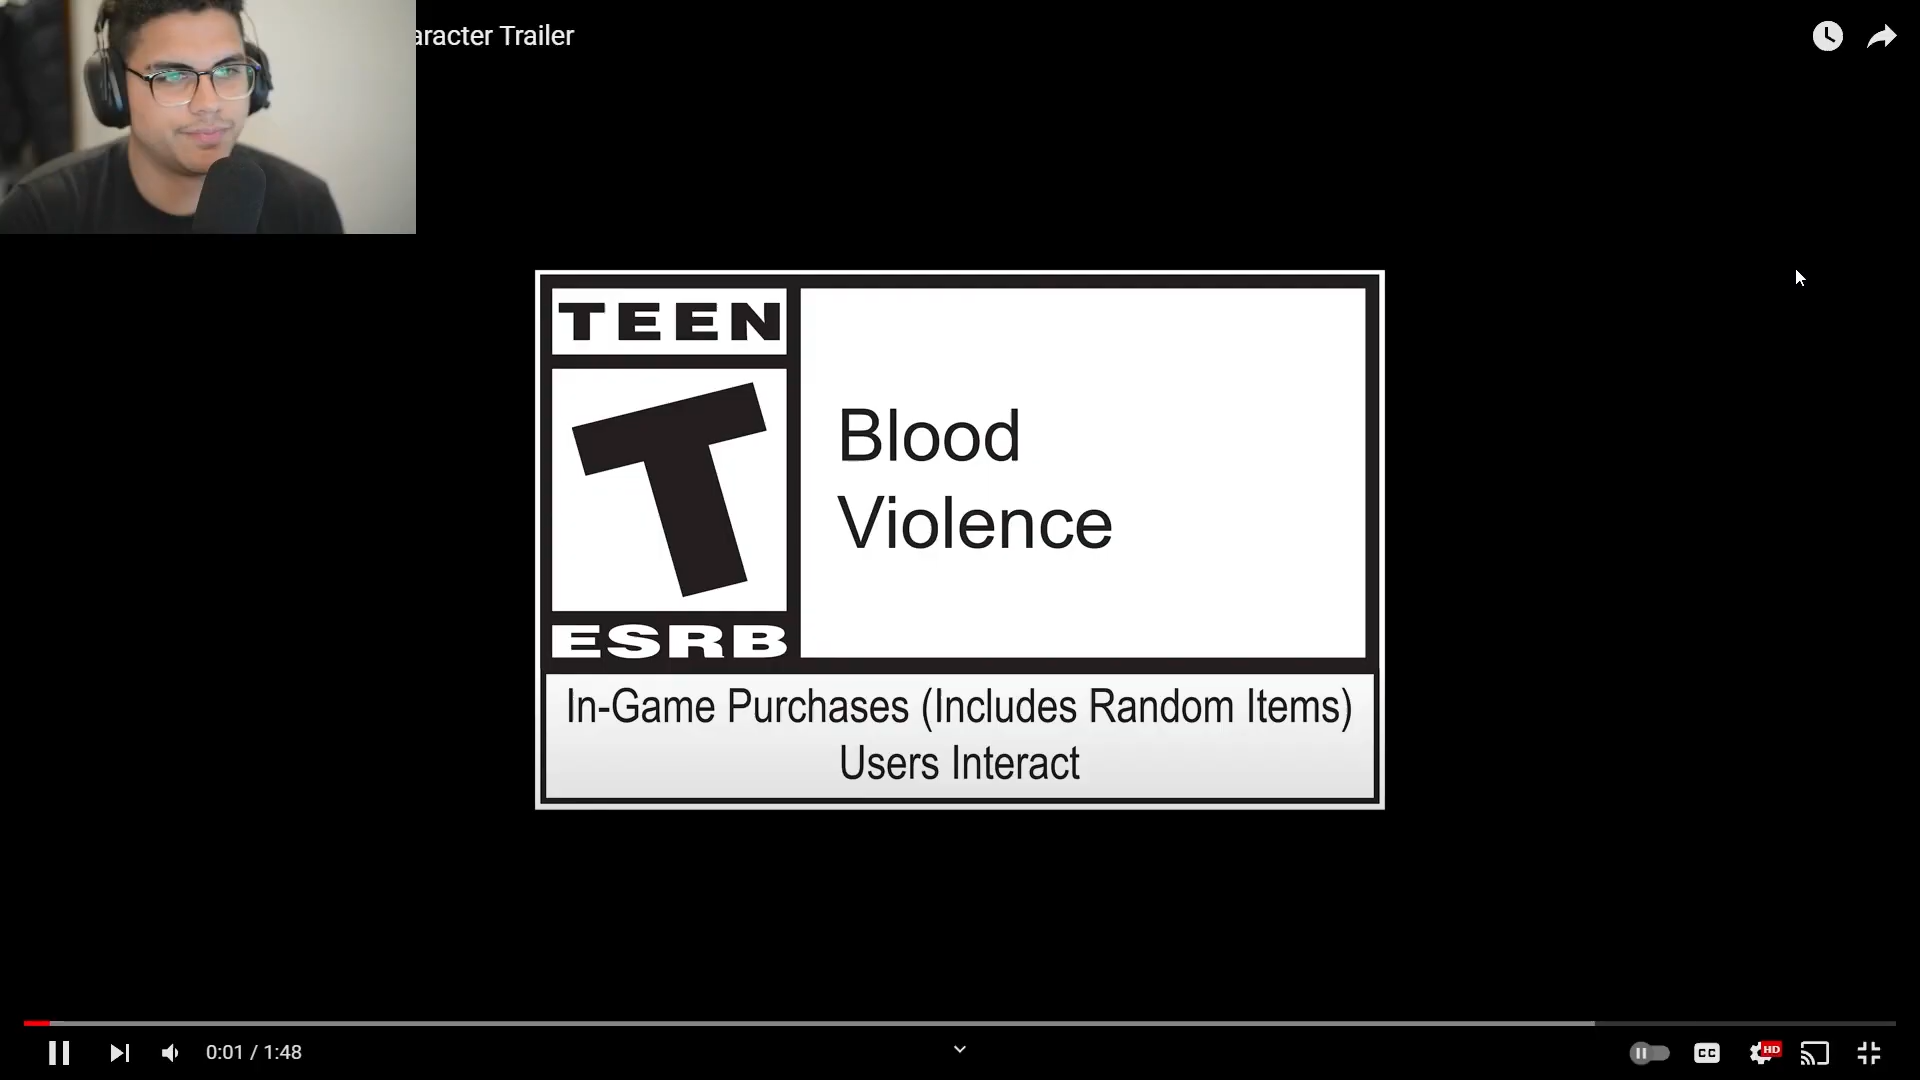 aracter Trailer
TEEN
T
Blood
Violence
ESRB
In-Game Purchases (Includes Random Items)
Users Interact
0:01 / 1:48
CC
HD